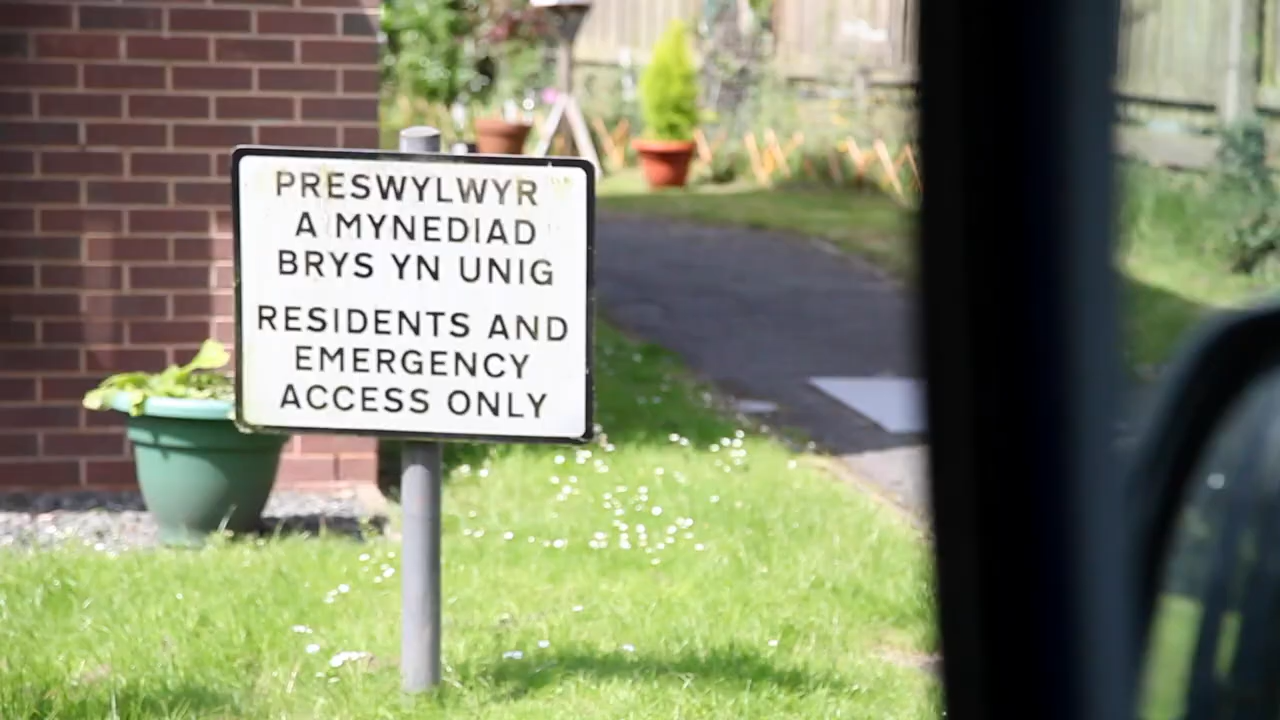 PRESWYLWYR
A MYNEDIAD
BRYS YN UNIG
RESIDENTS AND
EMERGENCY
ACCESS ONLY